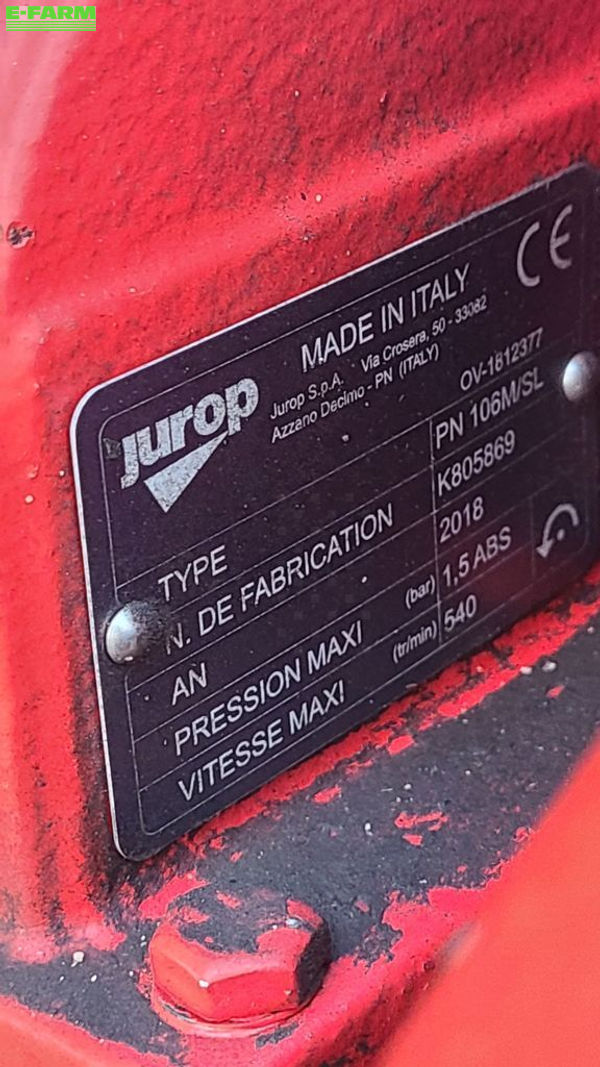 E-FARM
MADE IN ITALY
CE
jurop
Jurop S.p.A. Via Crosera, 50 - 33082
Azzano Decimo - PN (ITALY)
OV-1812377
TYPE PN 106M/SL
N. DE FABRICATION K805869
AN 2018
PRESSION MAXI (bar) 1,5 ABS
VITESSE MAXI (tr/min) 540